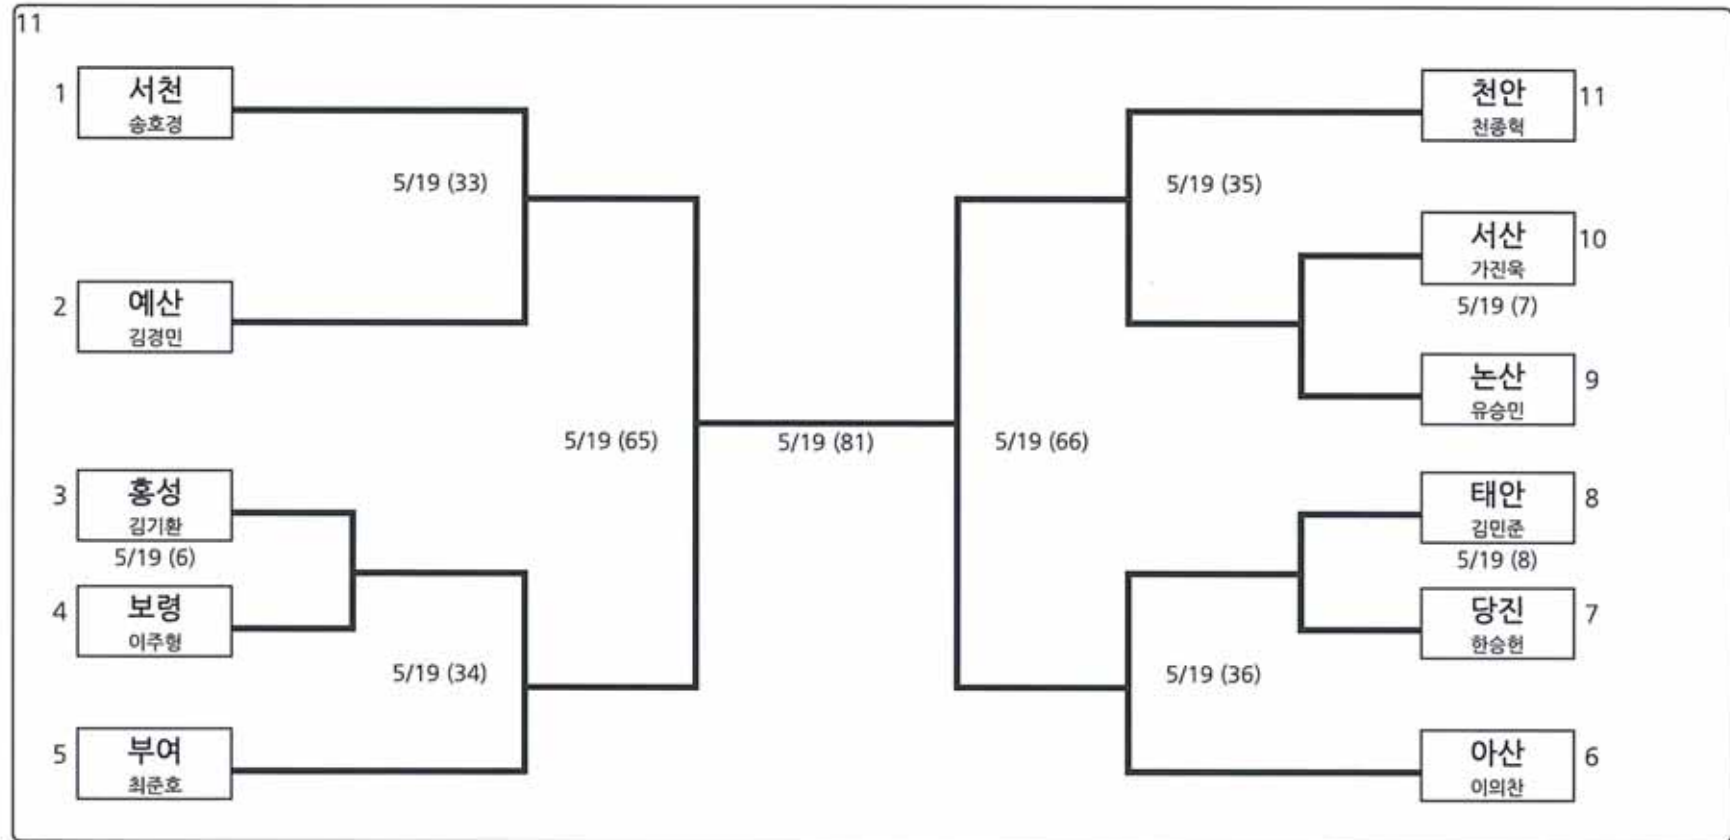 11
1
서천
송호경
5/19 (33)
2
예산
김경민
5/19 (65)
3
홍성
김기환
5/19 (6)
4
보령
이주형
5/19 (34)
5
부여
최준호
5/19 (81)
천안
천종혁
11
5/19 (35)
서산
가진욱
10
5/19 (7)
논산
유승민
9
5/19 (66)
태안
김민준
8
5/19 (8)
당진
한승헌
7
5/19 (36)
아산
이의찬
6